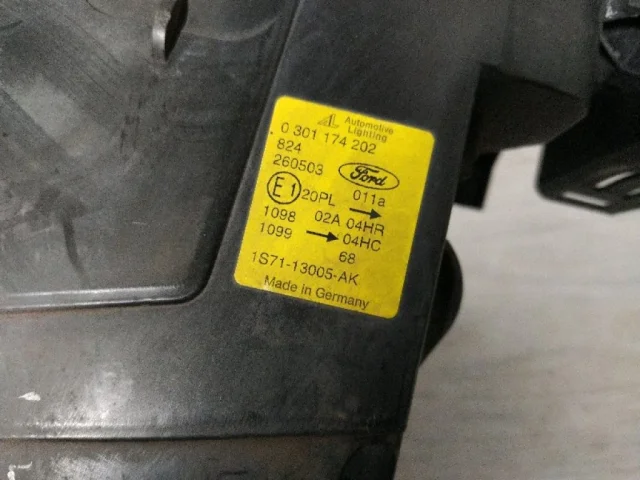 AL Automotive
Lighting
0 301 174 202
824
260503 Ford
E1 20PL 011a →
1098 02A 04HR
1099 → 04HC
68
1S71-13005-AK
Made in Germany